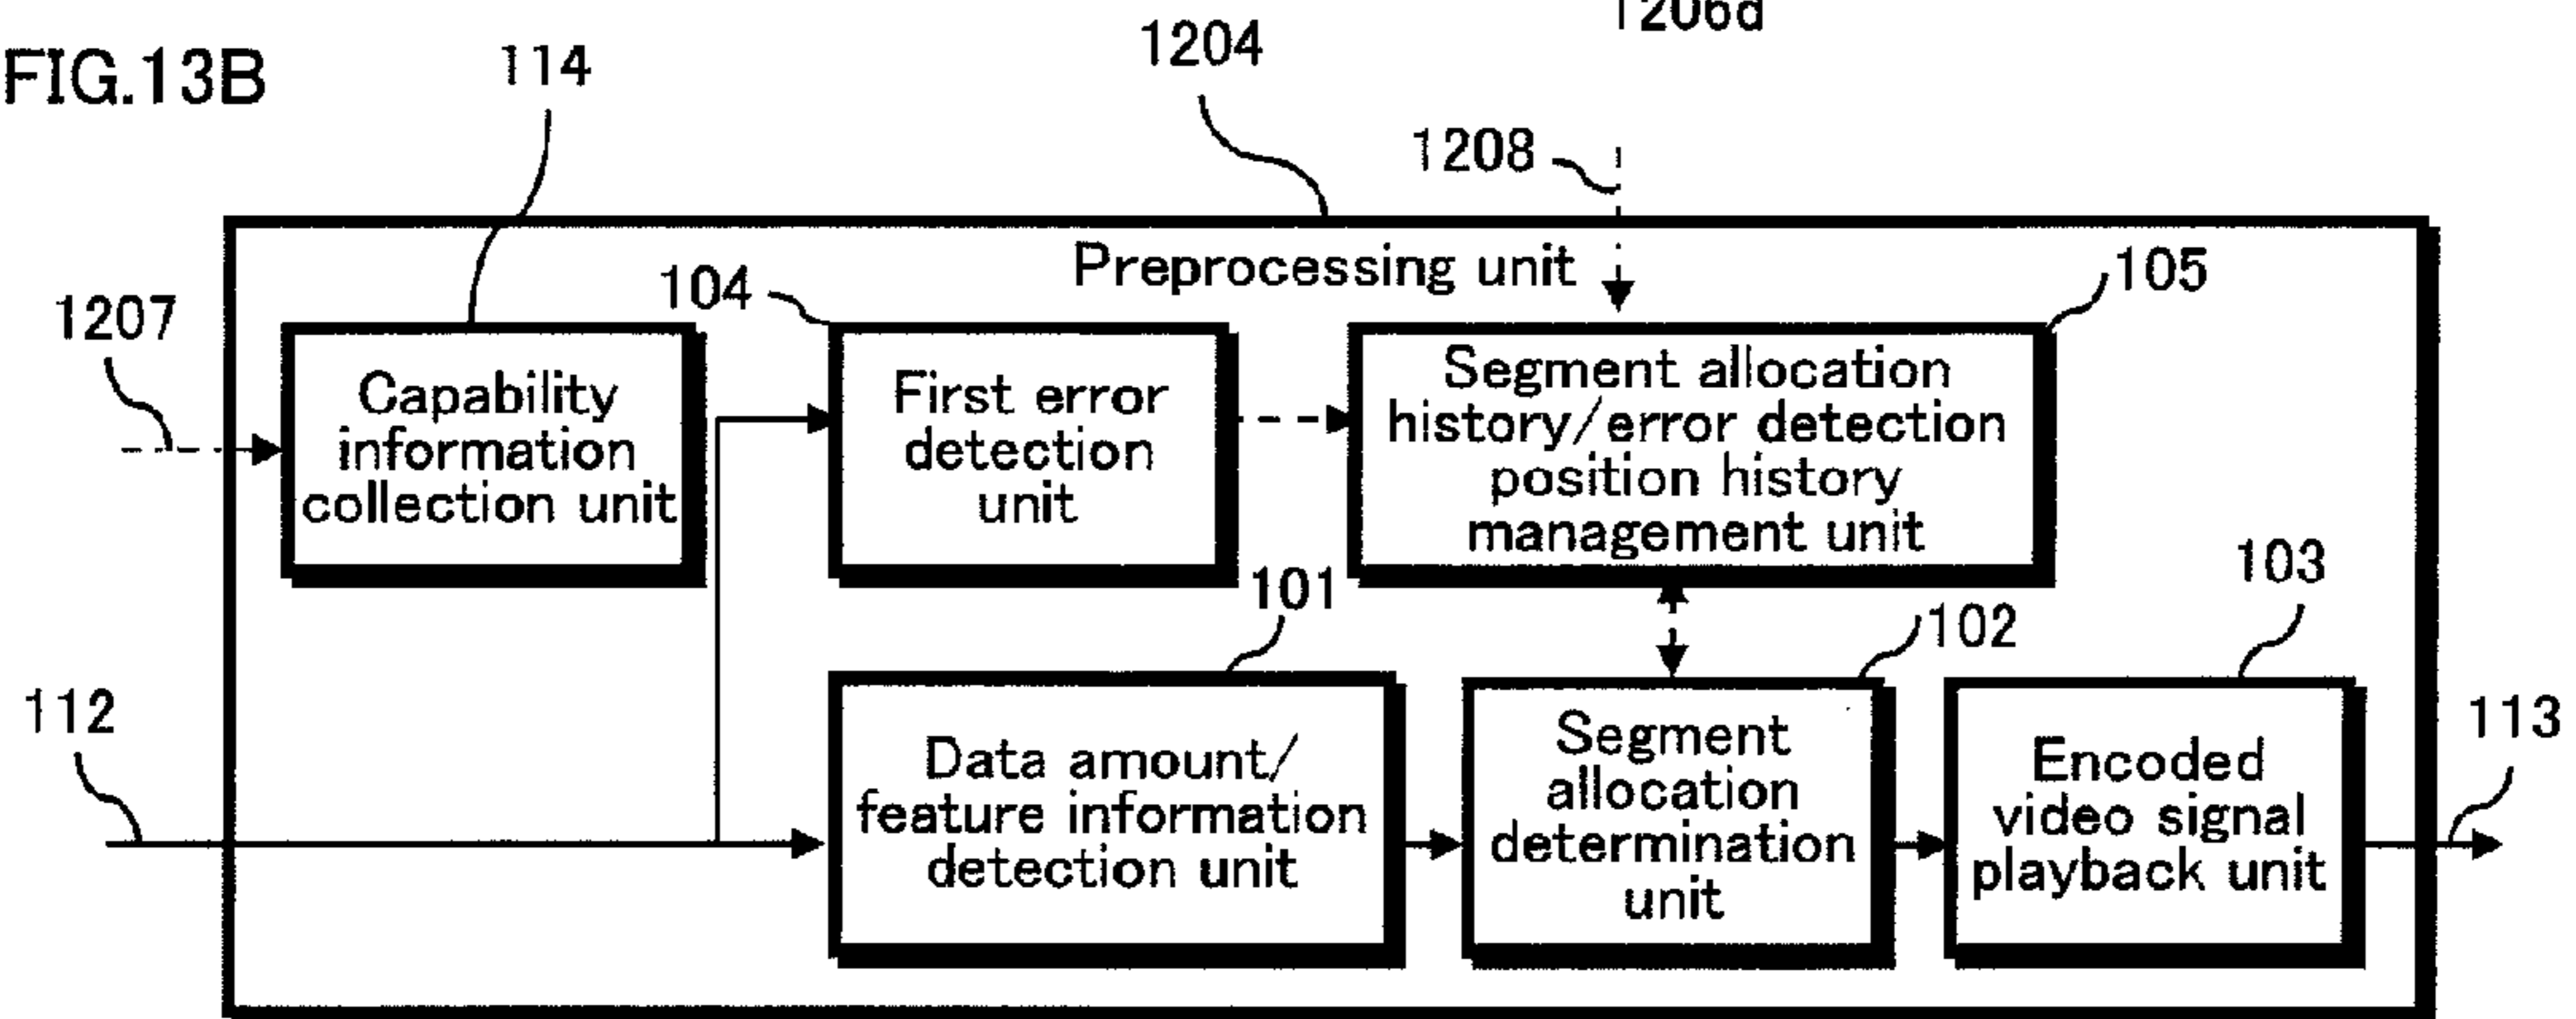 1206d
FIG.13B
114
1204
1208
Preprocessing unit
1207
104
105
Capability
information
collection unit
First error
detection
unit
Segment allocation
history/error detection
position history
management unit
101
102
103
112
Data amount/
feature information
detection unit
Segment
allocation
determination
unit
Encoded
video signal
playback unit
113